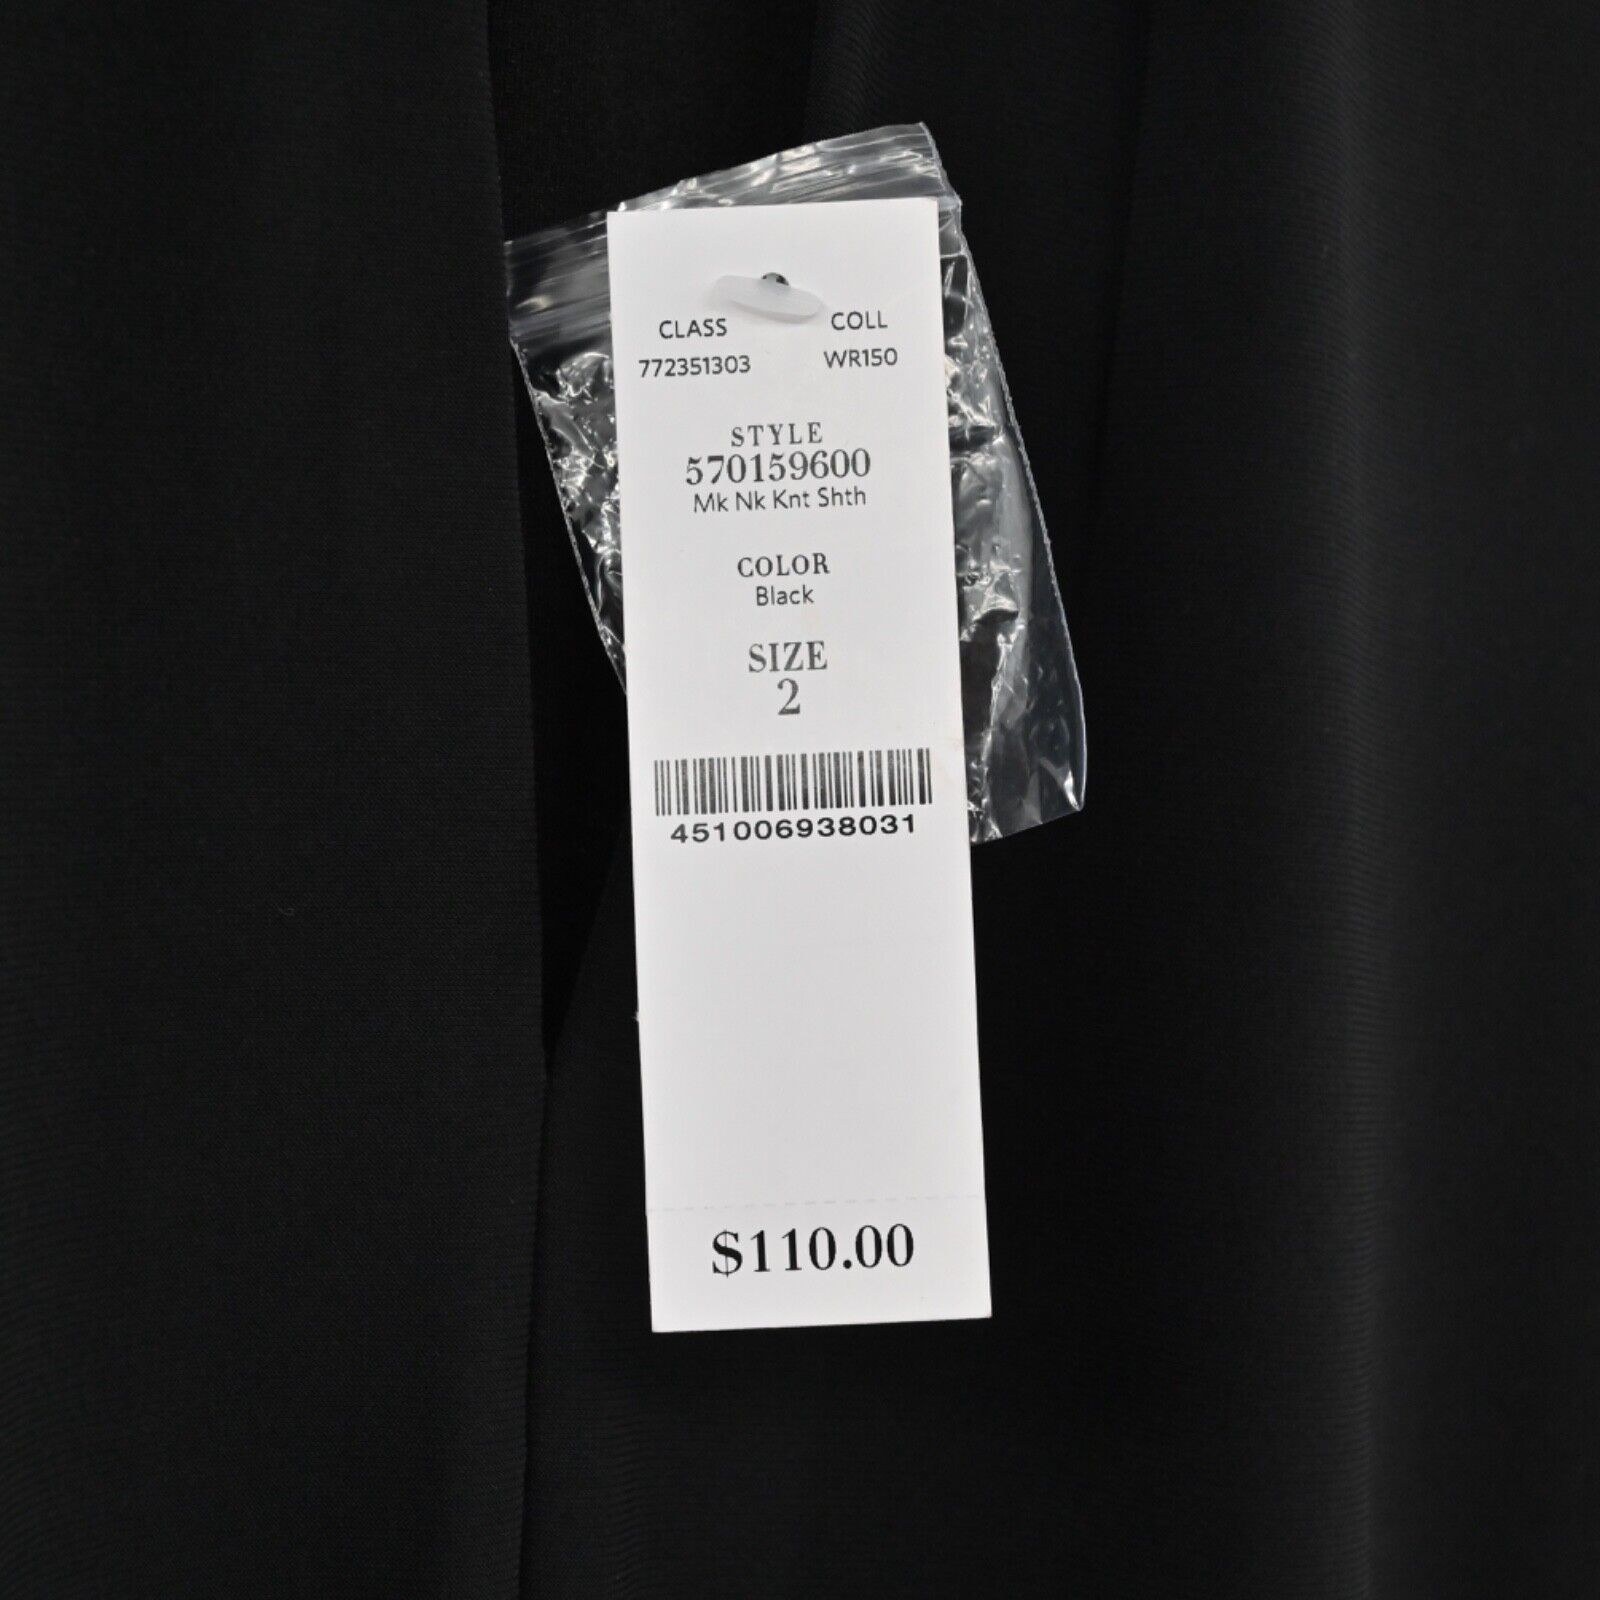 CLASS COLL
772351303 WR150
STYLE
570159600
Mk Nk Knt Shth
COLOR
Black
SIZE
2
451006938031
$110.00